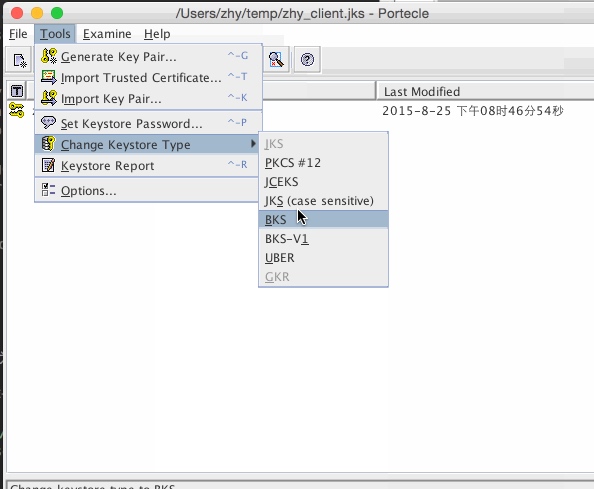 /Users/zhy/temp/zhy_client.jks - Portecle
File Tools Examine Help
Generate Key Pair... ^-G
Import Trusted Certificate... ^-T
Import Key Pair... ^-K
Set Keystore Password... ^-P
Change Keystore Type
Keystore Report ^-R
Options...
T
Last Modified
2015-8-25 下午08时46分54秒
JKS
PKCS #12
JCEKS
JKS (case sensitive)
BKS
BKS-V1
UBER
GKR
Change keystore type to BKS